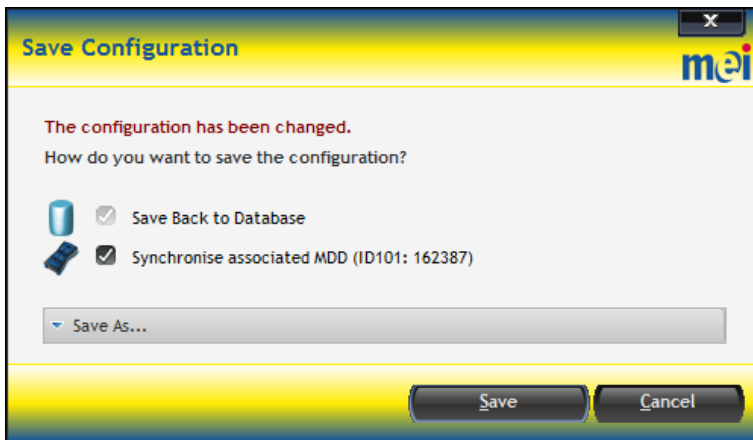 X
Save Configuration
mei
The configuration has been changed.
How do you want to save the configuration?
Save Back to Database
Synchronise associated MDD (ID101: 162387)
Save As...
Save
Cancel